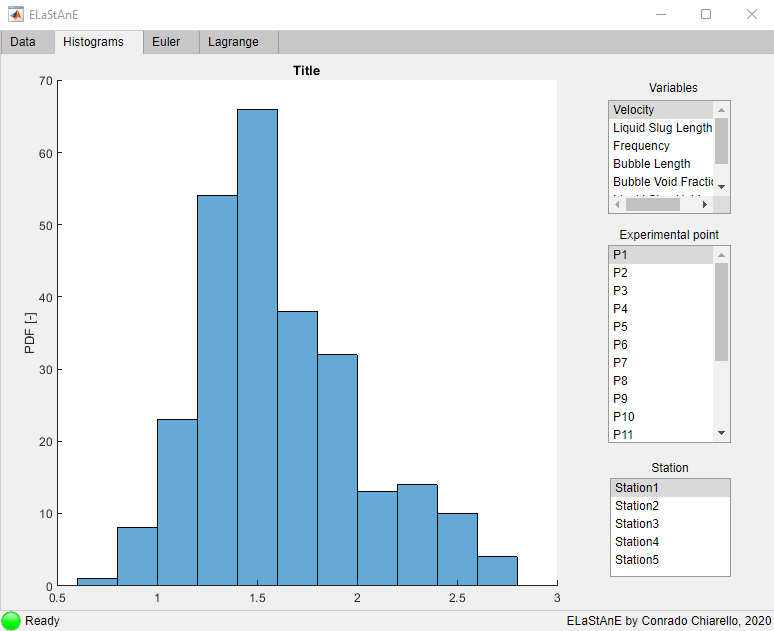 ELaStAnE
Data Histograms Euler Lagrange
Title
PDF [-]
70
60
50
40
30
20
10
0
0.5 1 1.5 2 2.5 3
Variables
Velocity
Liquid Slug Length
Frequency
Bubble Length
Bubble Void Fractic
Experimental point
P1
P2
P3
P4
P5
P6
P7
P8
P9
P10
P11
Station
Station1
Station2
Station3
Station4
Station5
Ready
ELaStAnE by Conrado Chiarello, 2020